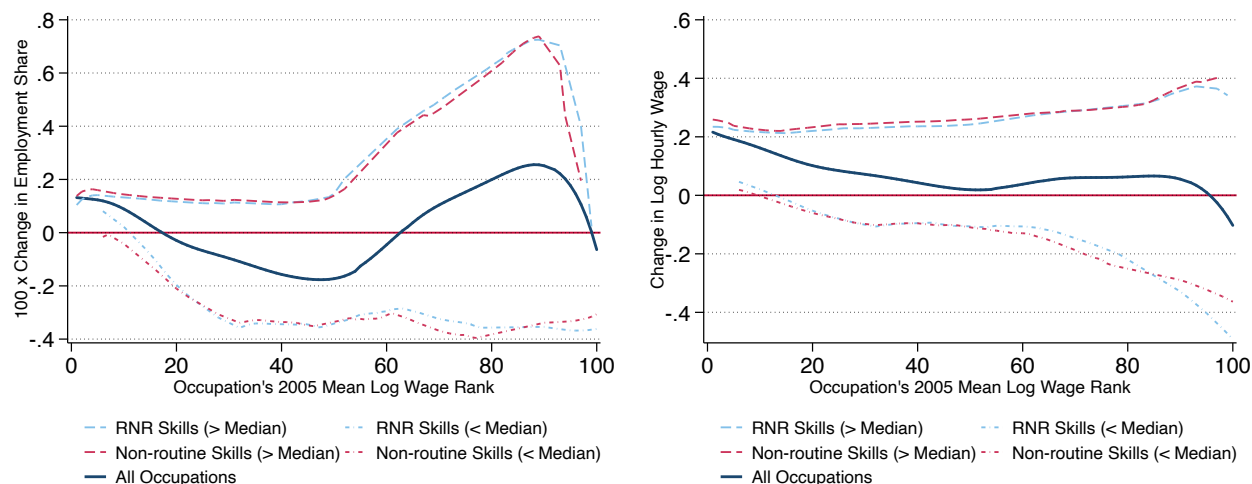 100 x Change in Employment Share
.8
.6
.4
.2
0
-.2
-.4
0 20 40 60 80 100
Occupation's 2005 Mean Log Wage Rank
RNR Skills (> Median) RNR Skills (< Median)
Non-routine Skills (> Median) Non-routine Skills (< Median)
All Occupations
Change in Log Hourly Wage
.6
.4
.2
0
-.2
-.4
0 20 40 60 80 100
Occupation's 2005 Mean Log Wage Rank
RNR Skills (> Median) RNR Skills (< Median)
Non-routine Skills (> Median) Non-routine Skills (< Median)
All Occupations